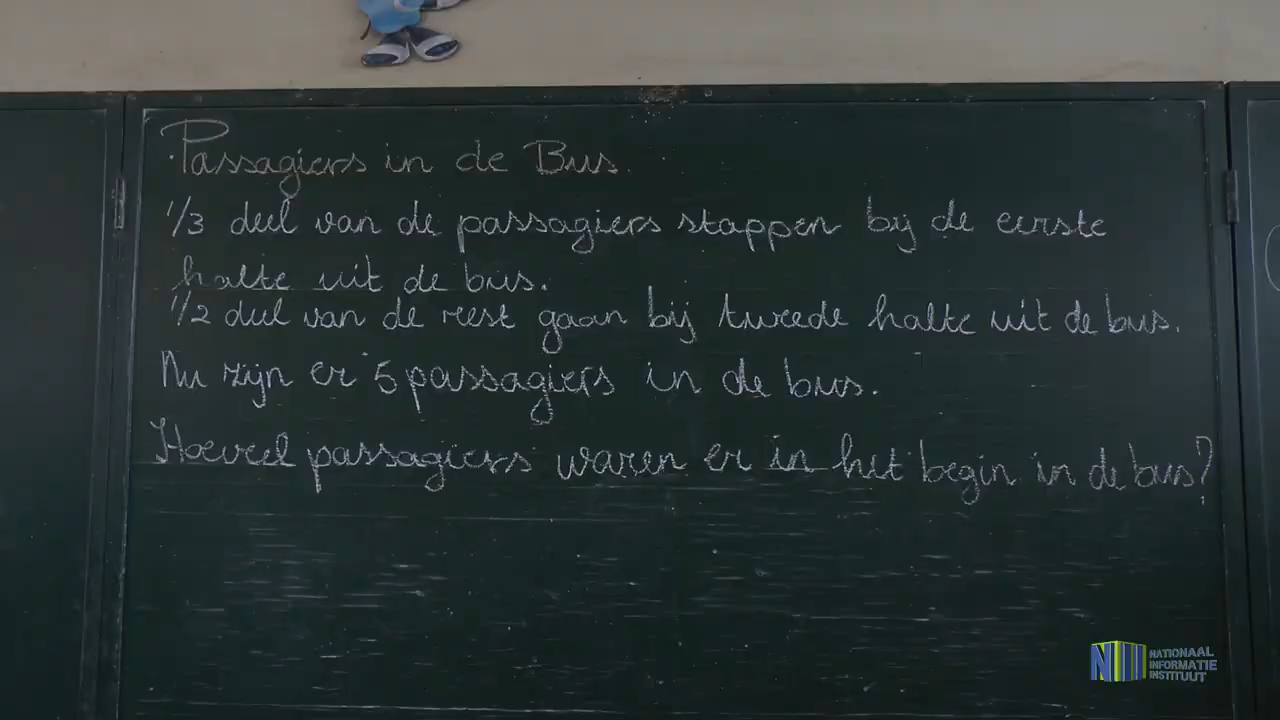 Passagiers in de Bus.
1/3 deel van de passagiers stappen bij de eerste
halte uit de bus.
1/2 deel van de rest gaan bij tweede halte uit de bus.
Nu zijn er 5 passagiers in de bus.
Hoeveel passagiers waren er in het begin in de bus?
NATIONAAL
INFORMATIE
INSTITUUT